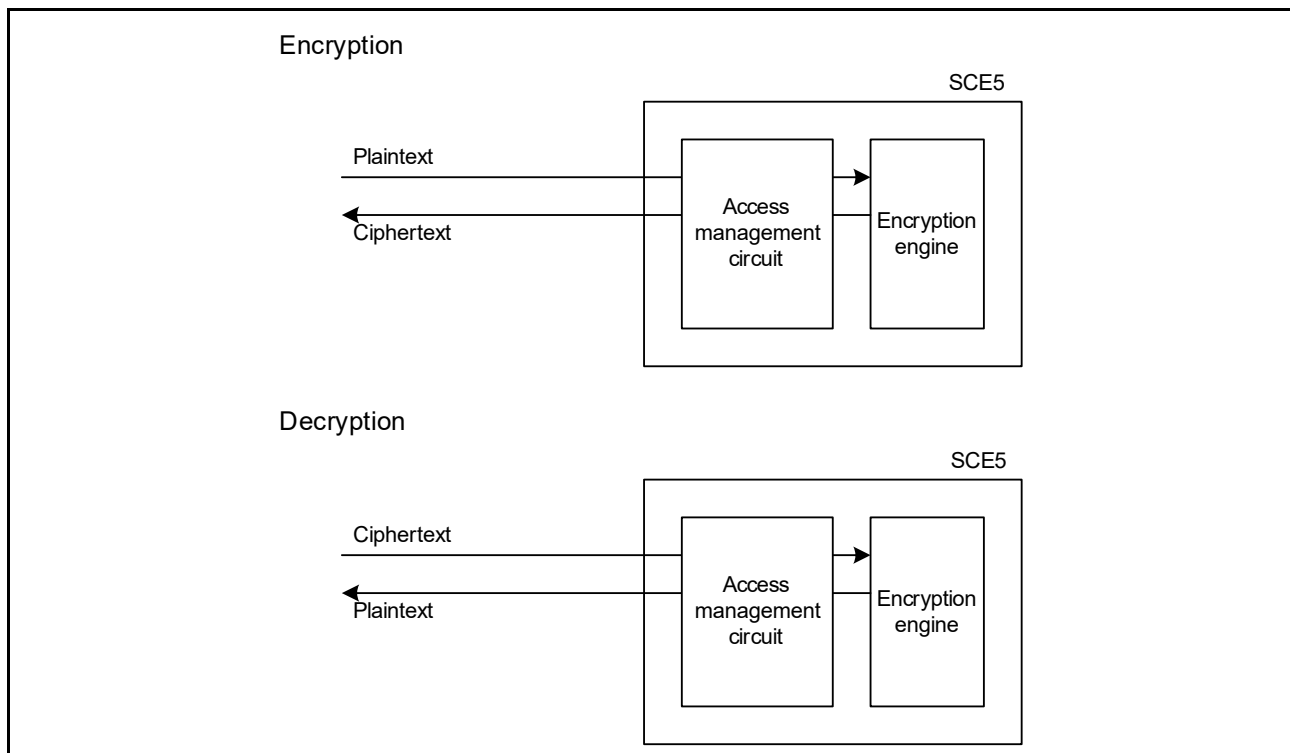 Encryption
SCE5
Plaintext
Ciphertext
Access
management
circuit
Encryption
engine
Decryption
SCE5
Ciphertext
Plaintext
Access
management
circuit
Encryption
engine